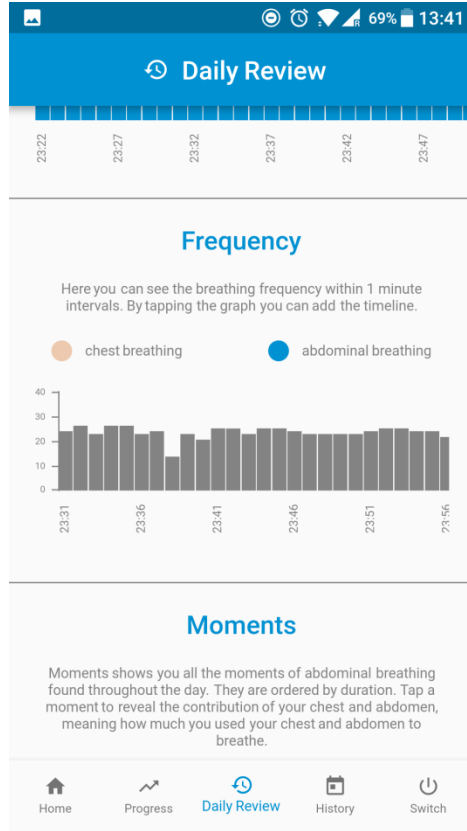 69% 13:41
Daily Review
23:22 23:27 23:32 23:37 23:42 23:47
Frequency
Here you can see the breathing frequency within 1 minute
intervals. By tapping the graph you can add the timeline.
chest breathing abdominal breathing
40
30
20
10
0
23:31 23:36 23:41 23:46 23:51 23:56
Moments
Moments shows you all the moments of abdominal breathing
found throughout the day. They are ordered by duration. Tap a
moment to reveal the contribution of your chest and abdomen,
meaning how much you used your chest and abdomen to
breathe.
Home Progress Daily Review History Switch